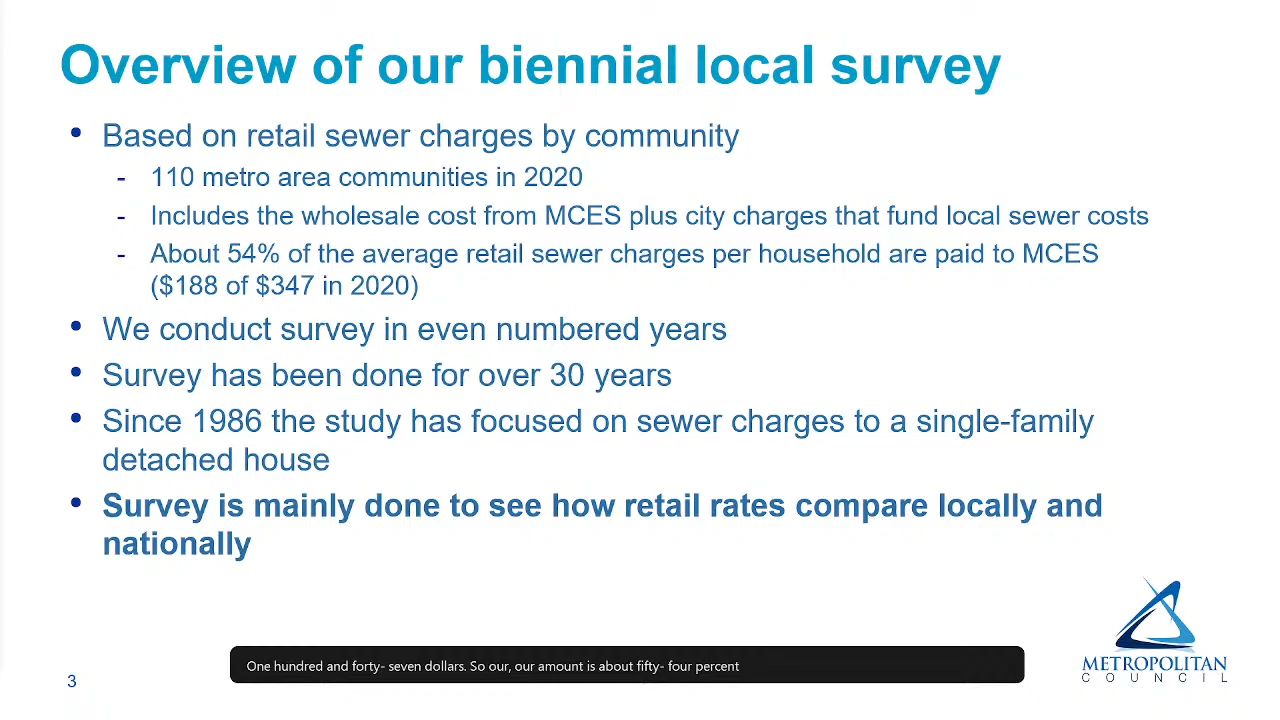 Overview of our biennial local survey
• Based on retail sewer charges by community
- 110 metro area communities in 2020
- Includes the wholesale cost from MCES plus city charges that fund local sewer costs
- About 54% of the average retail sewer charges per household are paid to MCES
($188 of $347 in 2020)
• We conduct survey in even numbered years
• Survey has been done for over 30 years
• Since 1986 the study has focused on sewer charges to a single-family
detached house
• Survey is mainly done to see how retail rates compare locally and
nationally
One hundred and forty- seven dollars. So our, our amount is about fifty- four percent
3
METROPOLITAN
COUNCIL